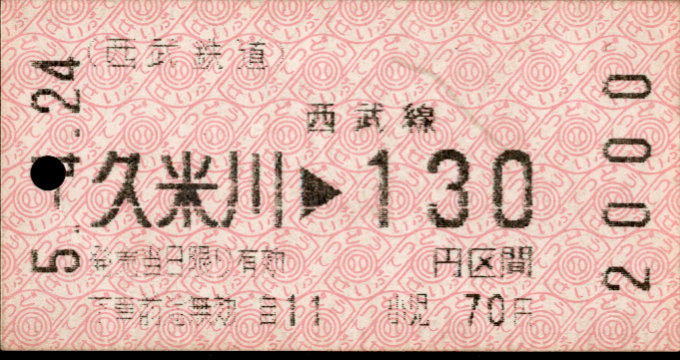 (西武鉄道)
西武線
久米川▶130
円区間
発売当日限り有効
下車前途無効 自11 小児 70円
5.-4.24
2000